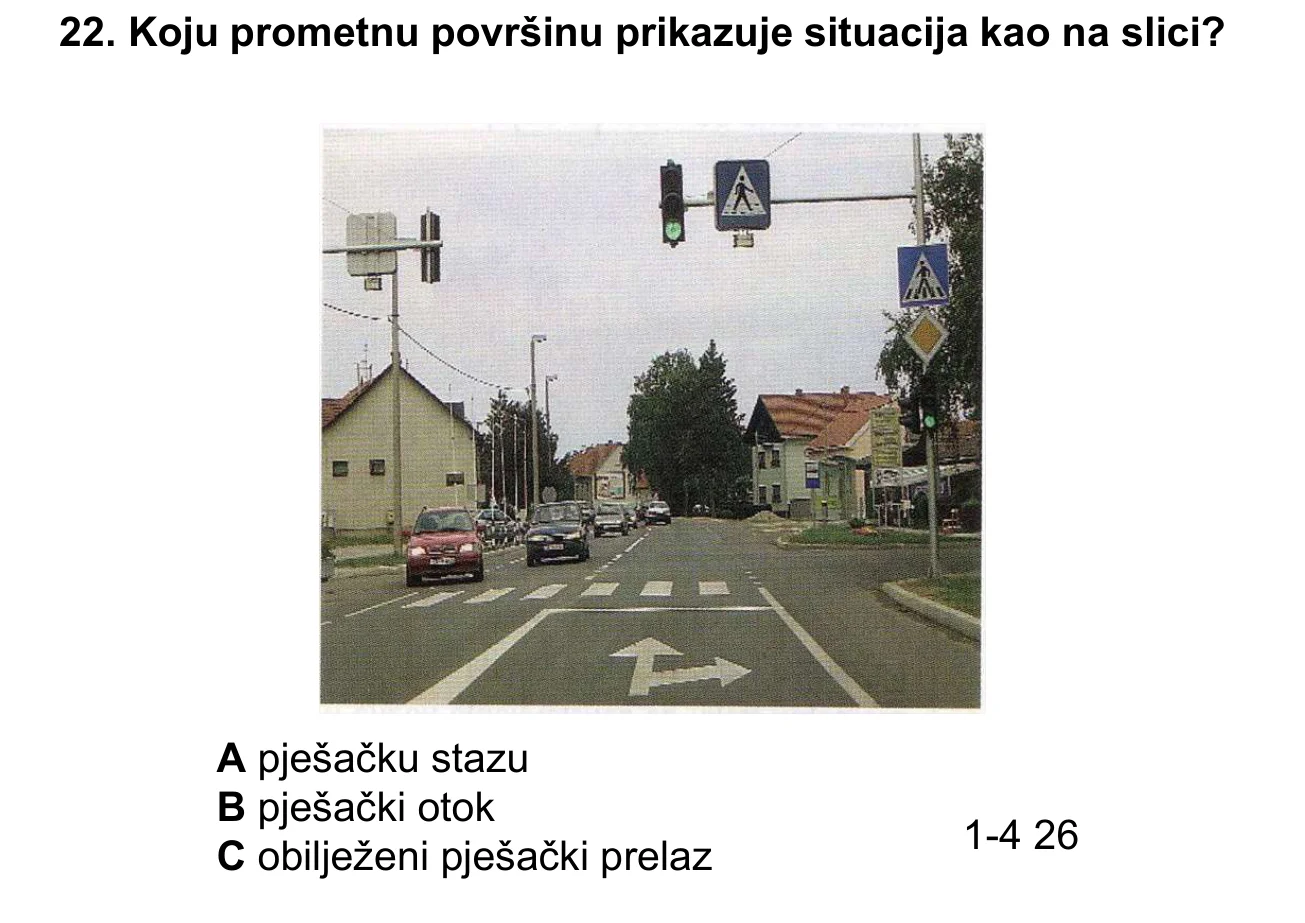 22. Koju prometnu površinu prikazuje situacija kao na slici?
A pješačku stazu
B pješački otok
C obilježeni pješački prelaz
1-4 26